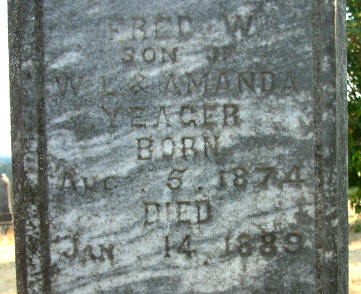 FRED. W
SON OF
W. L. & AMANDA
YEAGER
BORN
AUG. 5, 1874
DIED
JAN. 14, 1889